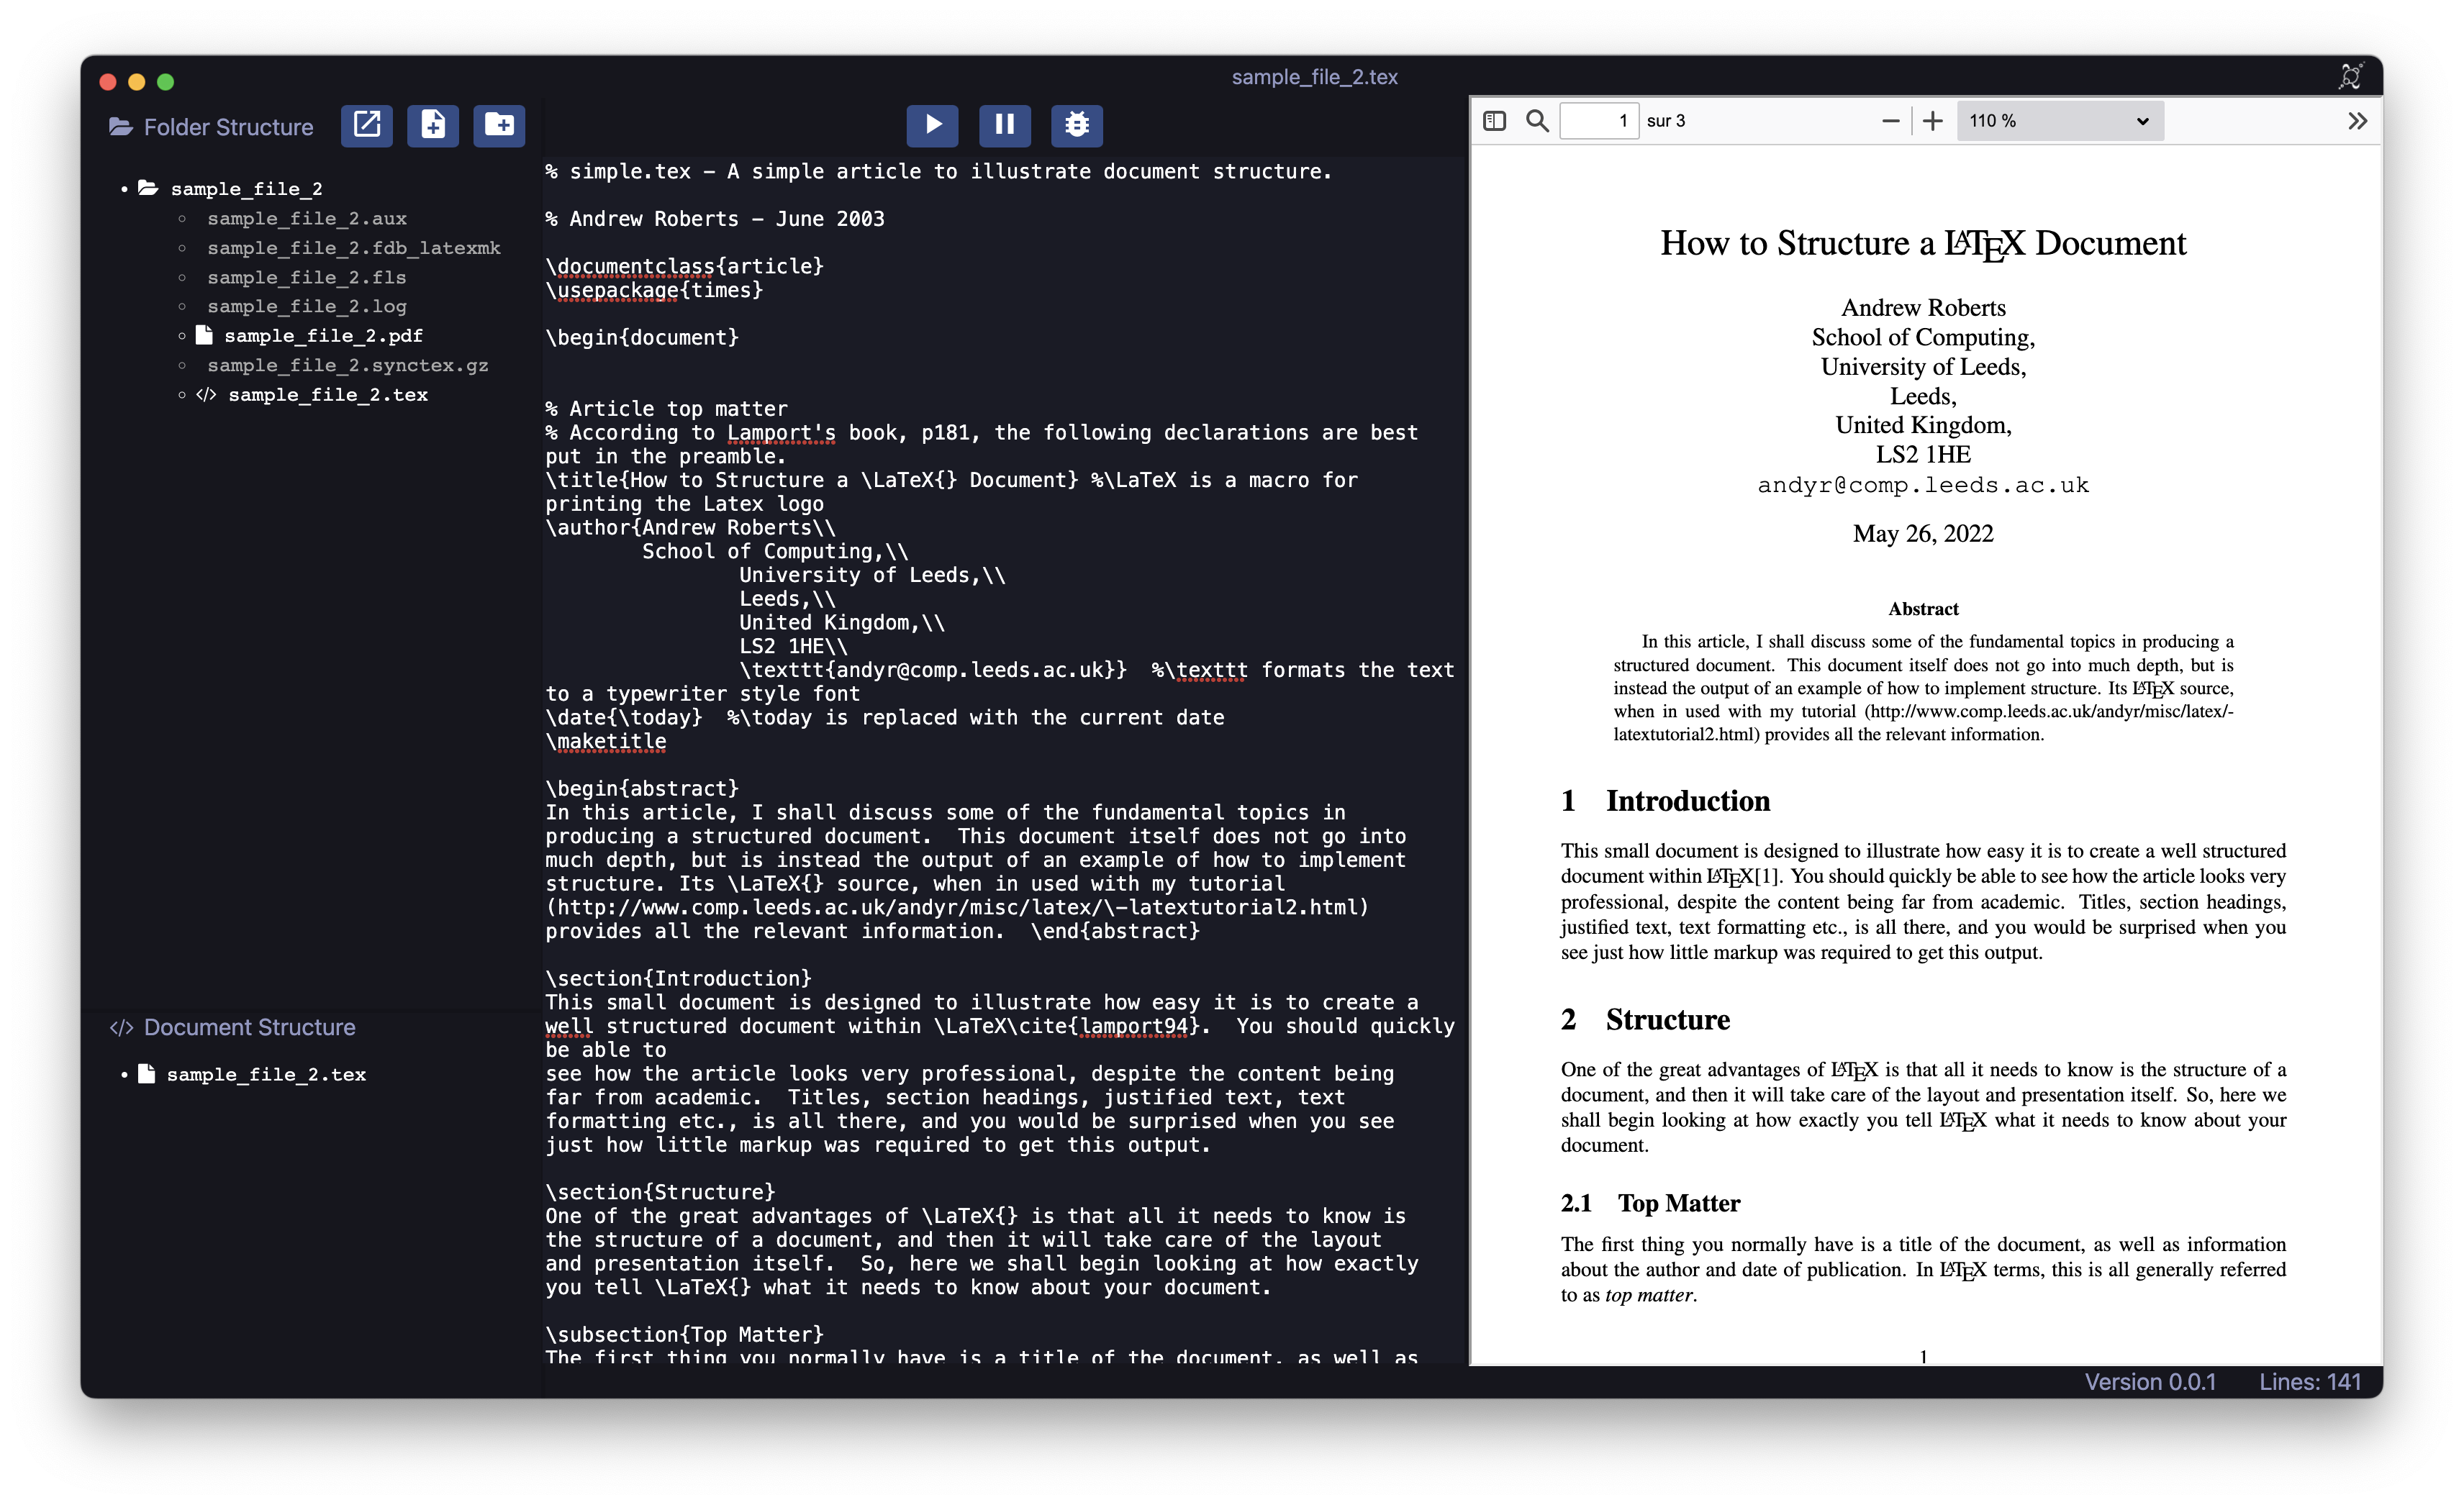 sample_file_2.tex
Folder Structure
sample_file_2
sample_file_2.aux
sample_file_2.fdb_latexmk
sample_file_2.fls
sample_file_2.log
sample_file_2.pdf
sample_file_2.synctex.gz
</> sample_file_2.tex
</> Document Structure
sample_file_2.tex
% simple.tex – A simple article to illustrate document structure.
% Andrew Roberts – June 2003
\documentclass{article}
\usepackage{times}
\begin{document}
% Article top matter
% According to Lamport's book, p181, the following declarations are best
put in the preamble.
\title{How to Structure a \LaTeX{} Document} %\LaTeX is a macro for
printing the Latex logo
\author{Andrew Roberts\\
School of Computing,\\
University of Leeds,\\
Leeds,\\
United Kingdom,\\
LS2 1HE\\
\texttt{andyr@comp.leeds.ac.uk}}  %\texttt formats the text
to a typewriter style font
\date{\today}  %\today is replaced with the current date
\maketitle
\begin{abstract}
In this article, I shall discuss some of the fundamental topics in
producing a structured document.  This document itself does not go into
much depth, but is instead the output of an example of how to implement
structure. Its \LaTeX{} source, when in used with my tutorial
(http://www.comp.leeds.ac.uk/andyr/misc/latex/\-latextutorial2.html)
provides all the relevant information.  \end{abstract}
\section{Introduction}
This small document is designed to illustrate how easy it is to create a
well structured document within \LaTeX\cite{lamport94}.  You should quickly
be able to
see how the article looks very professional, despite the content being
far from academic.  Titles, section headings, justified text, text
formatting etc., is all there, and you would be surprised when you see
just how little markup was required to get this output.
\section{Structure}
One of the great advantages of \LaTeX{} is that all it needs to know is
the structure of a document, and then it will take care of the layout
and presentation itself.  So, here we shall begin looking at how exactly
you tell \LaTeX{} what it needs to know about your document.
\subsection{Top Matter}
The first thing you normally have is a title of the document, as well as
1 sur 3
110 %
How to Structure a LATEX Document
Andrew Roberts
School of Computing,
University of Leeds,
Leeds,
United Kingdom,
LS2 1HE
andyr@comp.leeds.ac.uk
May 26, 2022
Abstract
In this article, I shall discuss some of the fundamental topics in producing a
structured document. This document itself does not go into much depth, but is
instead the output of an example of how to implement structure. Its LATEX source,
when in used with my tutorial (http://www.comp.leeds.ac.uk/andyr/misc/latex/-
latextutorial2.html) provides all the relevant information.
1 Introduction
This small document is designed to illustrate how easy it is to create a well structured
document within LATEX[1]. You should quickly be able to see how the article looks very
professional, despite the content being far from academic. Titles, section headings,
justified text, text formatting etc., is all there, and you would be surprised when you
see just how little markup was required to get this output.
2 Structure
One of the great advantages of LATEX is that all it needs to know is the structure of a
document, and then it will take care of the layout and presentation itself. So, here we
shall begin looking at how exactly you tell LATEX what it needs to know about your
document.
2.1 Top Matter
The first thing you normally have is a title of the document, as well as information
about the author and date of publication. In LATEX terms, this is all generally referred
to as top matter.
1
Version 0.0.1 Lines: 141